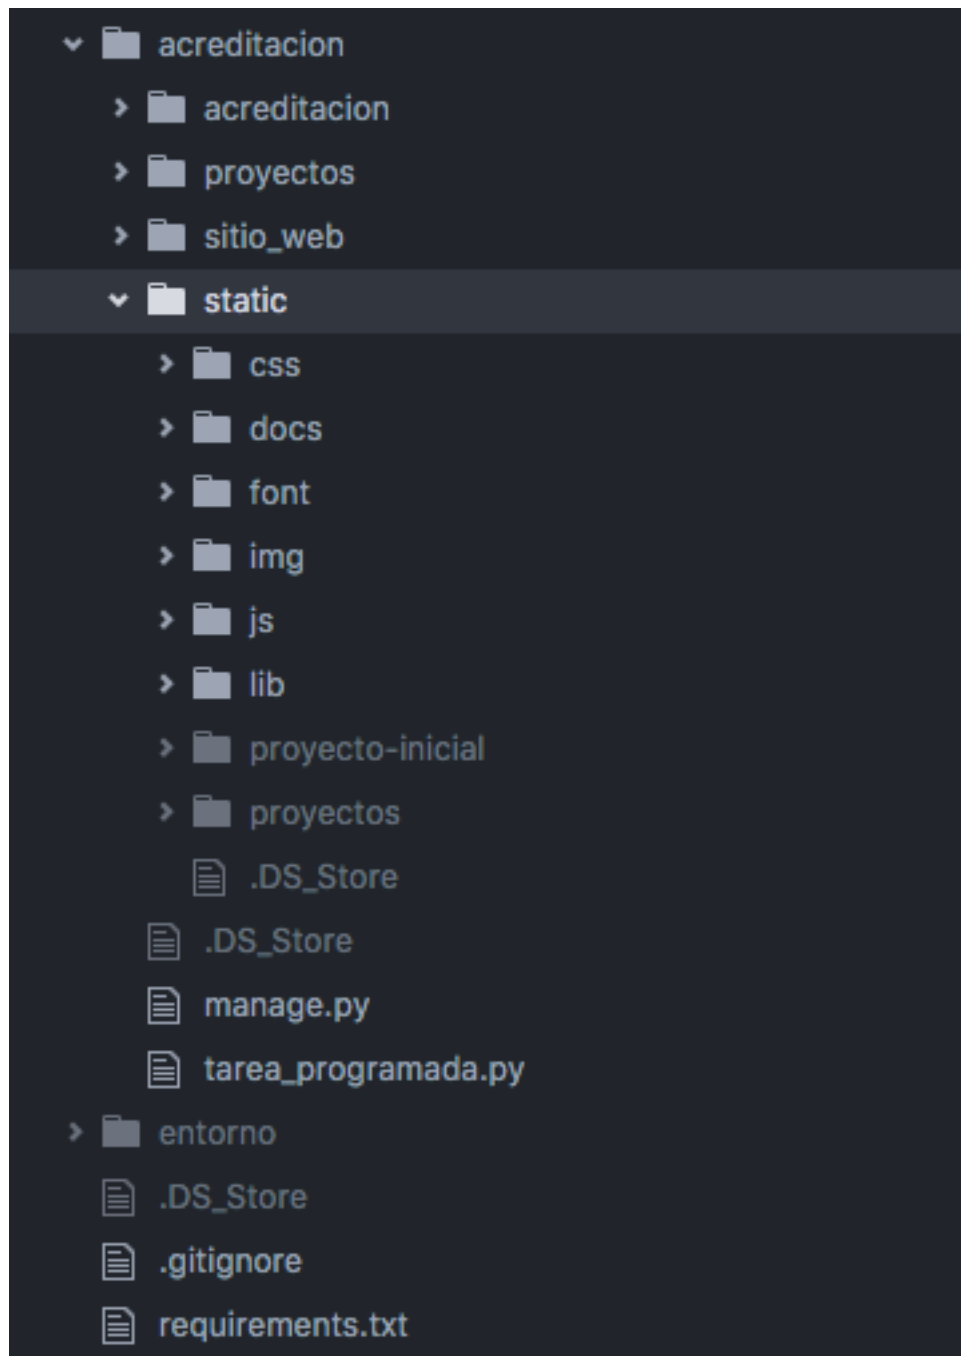 acreditacion
acreditacion
proyectos
sitio_web
static
css
docs
font
img
js
lib
proyecto-inicial
proyectos
.DS_Store
.DS_Store
manage.py
tarea_programada.py
entorno
.DS_Store
.gitignore
requirements.txt